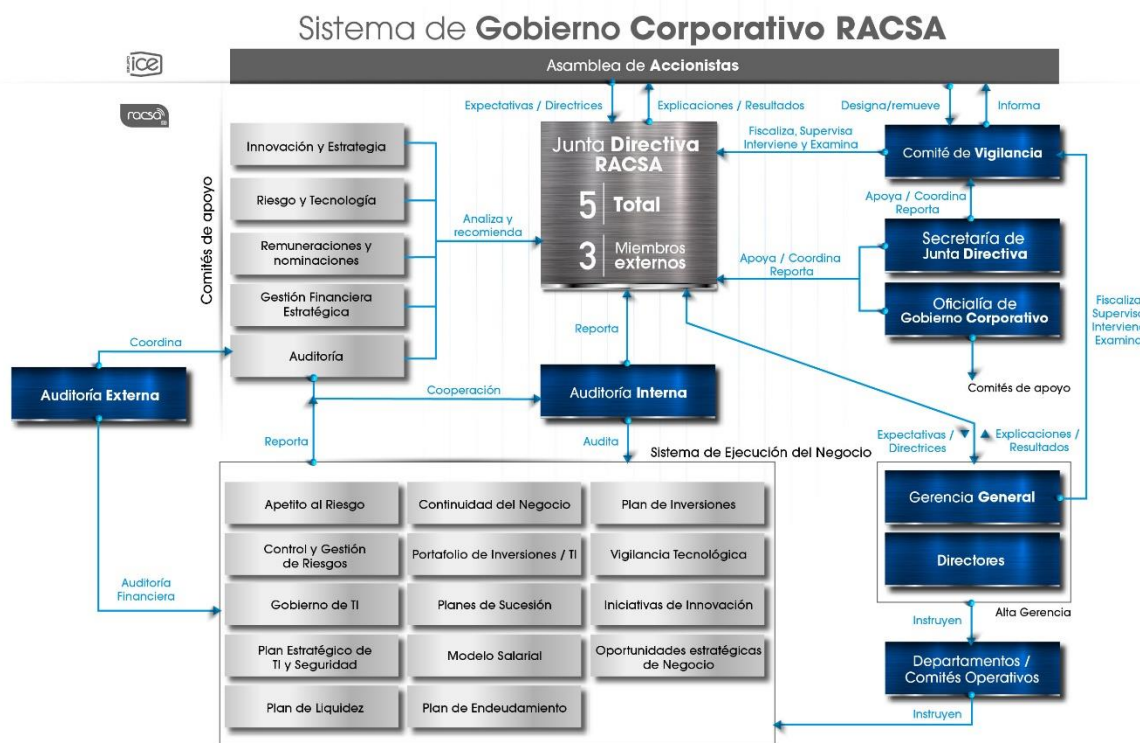 Sistema de Gobierno Corporativo RACSA
GRUPO
ice
Asamblea de Accionistas
racsa
Expectativas / Directrices
Explicaciones / Resultados
Designa/remueve
Informa
Comités de apoyo
Innovación y Estrategia
Riesgo y Tecnología
Remuneraciones y
nominaciones
Gestión Financiera
Estratégica
Auditoría
Analiza y
recomienda
Junta Directiva
RACSA
5 Total
3 Miembros
externos
Fiscaliza, Supervisa
Interviene y Examina
Comité de Vigilancia
Apoya / Coordina
Reporta
Secretaría de
Junta Directiva
Apoya / Coordina
Reporta
Oficialía de
Gobierno Corporativo
Fiscaliza
Supervisa
Interviene
Examina
Comités de apoyo
Coordina
Auditoría Externa
Cooperación
Reporta
Auditoría Interna
Reporta
Audita
Expectativas /
Directrices
Explicaciones /
Resultados
Sistema de Ejecución del Negocio
Apetito al Riesgo
Continuidad del Negocio
Plan de Inversiones
Control y Gestión
de Riesgos
Portafolio de Inversiones / TI
Vigilancia Tecnológica
Gobierno de TI
Planes de Sucesión
Iniciativas de Innovación
Plan Estratégico de
TI y Seguridad
Modelo Salarial
Oportunidades estratégicas
de Negocio
Plan de Liquidez
Plan de Endeudamiento
Auditoría
Financiera
Gerencia General
Directores
Alta Gerencia
Instruyen
Departamentos /
Comités Operativos
Instruyen